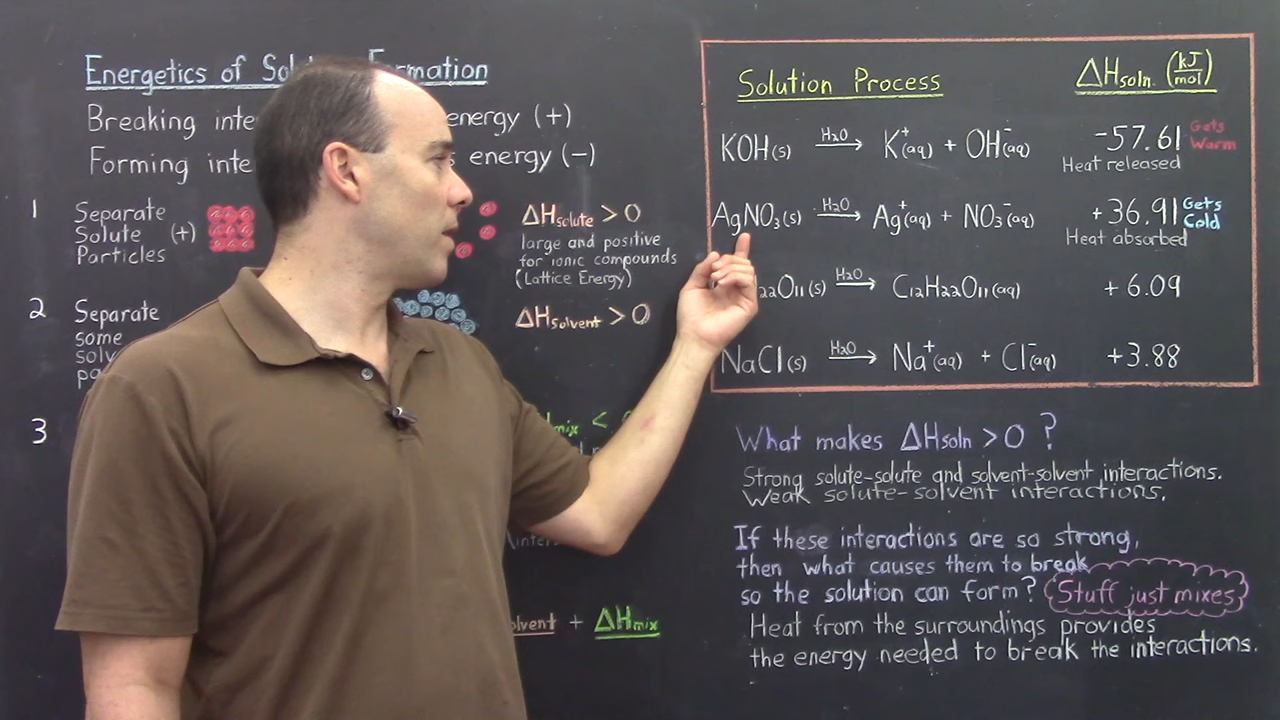 Energetics of Formation
Breaking energy (+)
Forming energy (−)
1 Separate Solute Particles (+)
ΔHsolute > 0
large and positive
for ionic compounds
(Lattice Energy)
2 Separate
some
ΔHsolvent > 0
3
mix <
+ ΔHmix
Solution Process ΔHsoln. (kJ/mol)
KOH(s) H₂O → K⁺(aq) + OH⁻(aq) -57.61 Gets Warm
Heat released
AgNO₃(s) H₂O → Ag⁺(aq) + NO₃⁻(aq) +36.91 Gets Cold
Heat absorbed
₂₂O₁₁(s) H₂O → C₁₂H₂₂O₁₁(aq) +6.09
NaCl(s) H₂O → Na⁺(aq) + Cl⁻(aq) +3.88
What makes ΔHsoln > 0 ?
Strong solute-solute and solvent-solvent interactions.
Weak solute-solvent interactions.
If these interactions are so strong,
then what causes them to break
so the solution can form? Stuff just mixes
Heat from the surroundings provides
the energy needed to break the interactions.